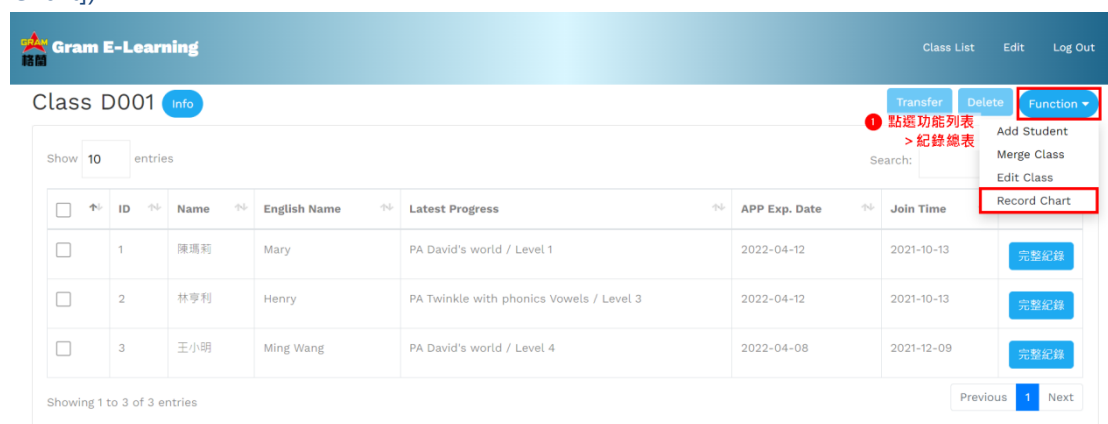 GRAM
格蘭
Gram E-Learning
Class List Edit Log Out
Class D001 Info
Transfer Delete Function
1 點選功能列表
>紀錄總表
Add Student
Merge Class
Edit Class
Record Chart
Show 10 entries
Search:
ID Name English Name Latest Progress APP Exp. Date Join Time
1 陳瑪莉 Mary PA David's world / Level 1 2022-04-12 2021-10-13 完整紀錄
2 林亨利 Henry PA Twinkle with phonics Vowels / Level 3 2022-04-12 2021-10-13 完整紀錄
3 王小明 Ming Wang PA David's world / Level 4 2022-04-08 2021-12-09 完整紀錄
Showing 1 to 3 of 3 entries
Previous 1 Next